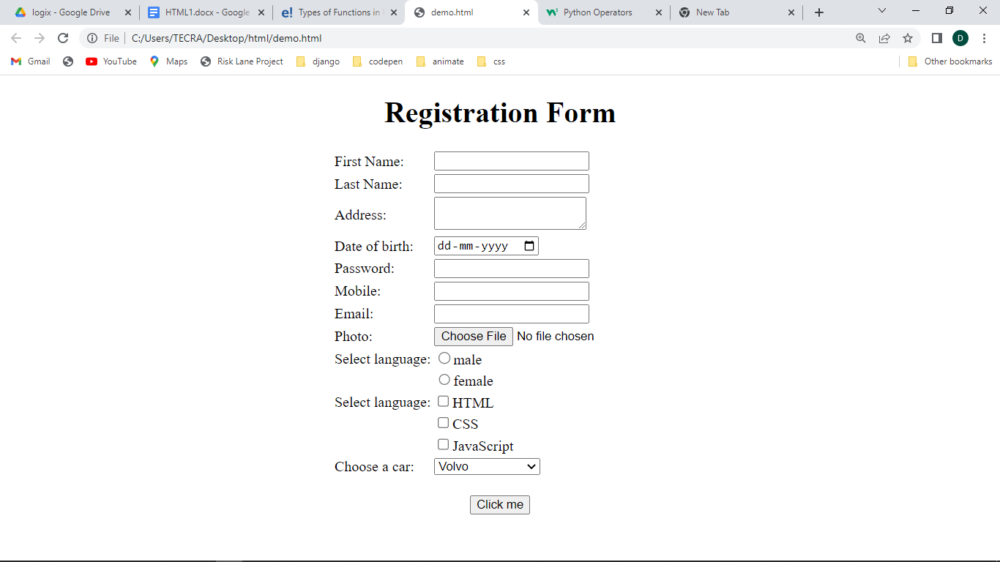 logix - Google Drive
HTML1.docx - Google
e! Types of Functions in
demo.html
Python Operators
New Tab
File C:/Users/TECRA/Desktop/html/demo.html
D
Gmail YouTube Maps Risk Lane Project django codepen animate css Other bookmarks
Registration Form
First Name:
Last Name:
Address:
Date of birth: dd-mm-yyyy
Password:
Mobile:
Email:
Photo: Choose File No file chosen
Select language: male
female
Select language: HTML
CSS
JavaScript
Choose a car: Volvo
Click me